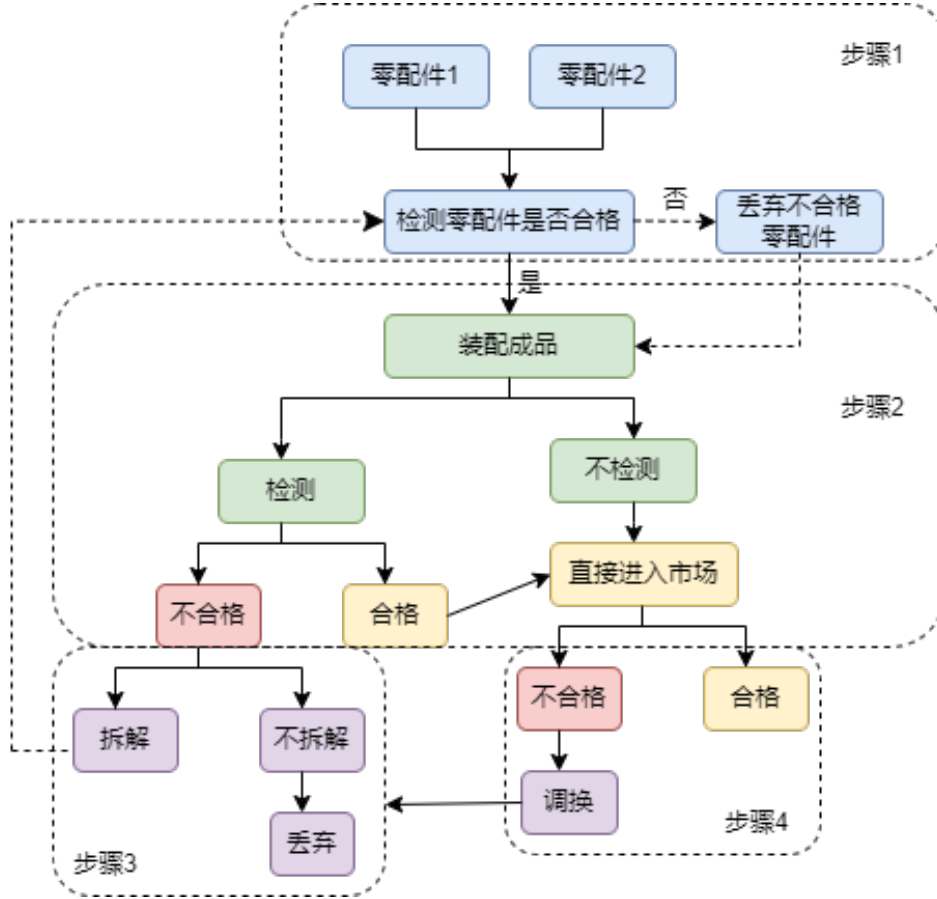 步骤1
零配件1
零配件2
检测零配件是否合格
否
丢弃不合格
零配件
是
装配成品
步骤2
检测
不检测
不合格
合格
直接进入市场
拆解
不拆解
丢弃
步骤3
不合格
合格
调换
步骤4